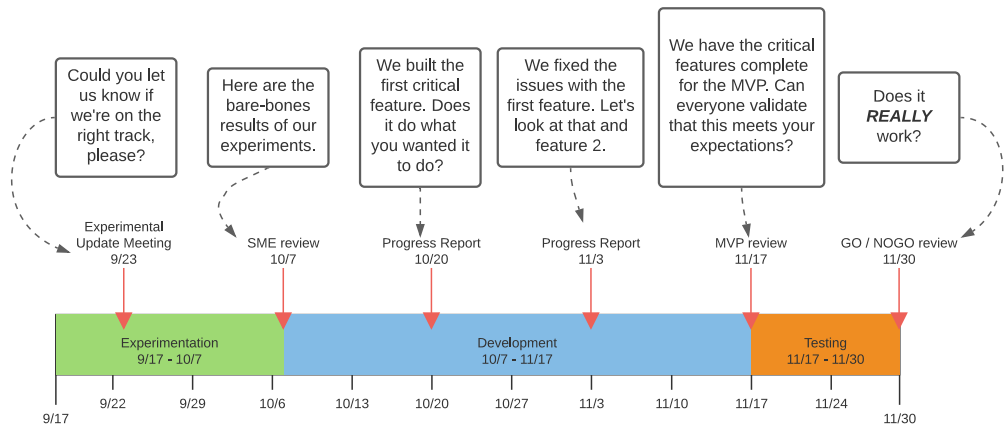 Could you let
us know if
we're on the
right track,
please?
Here are the
bare-bones
results of our
experiments.
We built the
first critical
feature. Does
it do what
you wanted it
to do?
We fixed the
issues with the
first feature. Let's
look at that and
feature 2.
We have the critical
features complete
for the MVP. Can
everyone validate
that this meets your
expectations?
Does it
REALLY
work?
Experimental
Update Meeting
9/23
SME review
10/7
Progress Report
10/20
Progress Report
11/3
MVP review
11/17
GO / NOGO review
11/30
Experimentation
9/17 - 10/7
Development
10/7 - 11/17
Testing
11/17 - 11/30
9/17
9/22
9/29
10/6
10/13
10/20
10/27
11/3
11/10
11/17
11/24
11/30